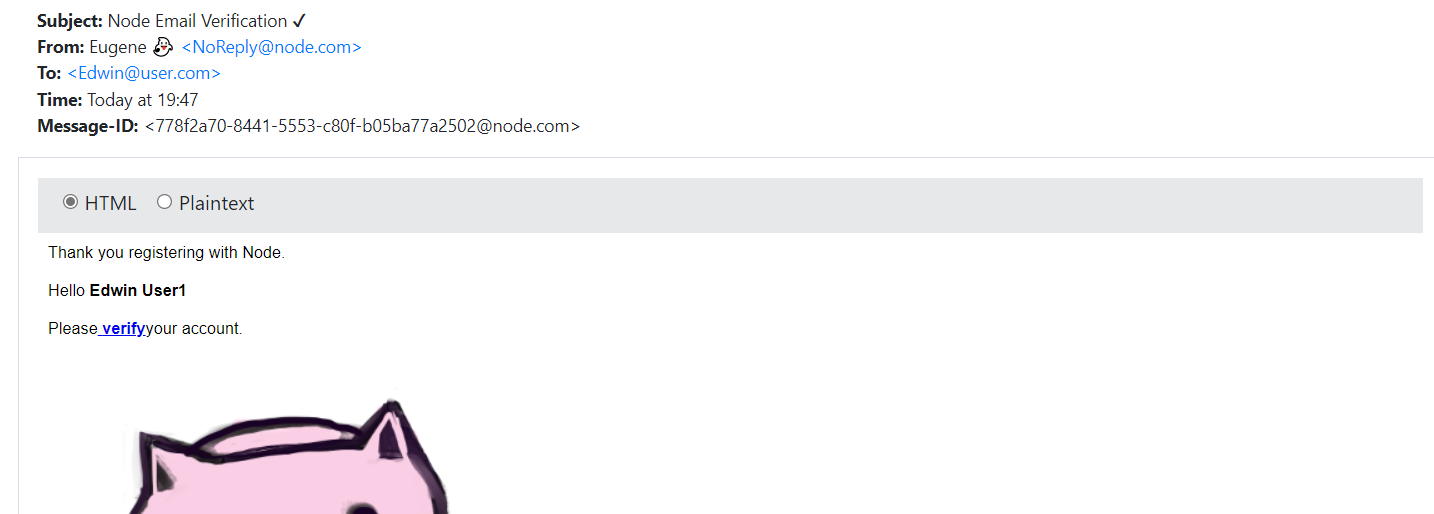 Subject: Node Email Verification ✓
From: Eugene 👻 <NoReply@node.com>
To: <Edwin@user.com>
Time: Today at 19:47
Message-ID: <778f2a70-8441-5553-c80f-b05ba77a2502@node.com>
HTML Plaintext
Thank you registering with Node.
Hello Edwin User1
Please verifyyour account.